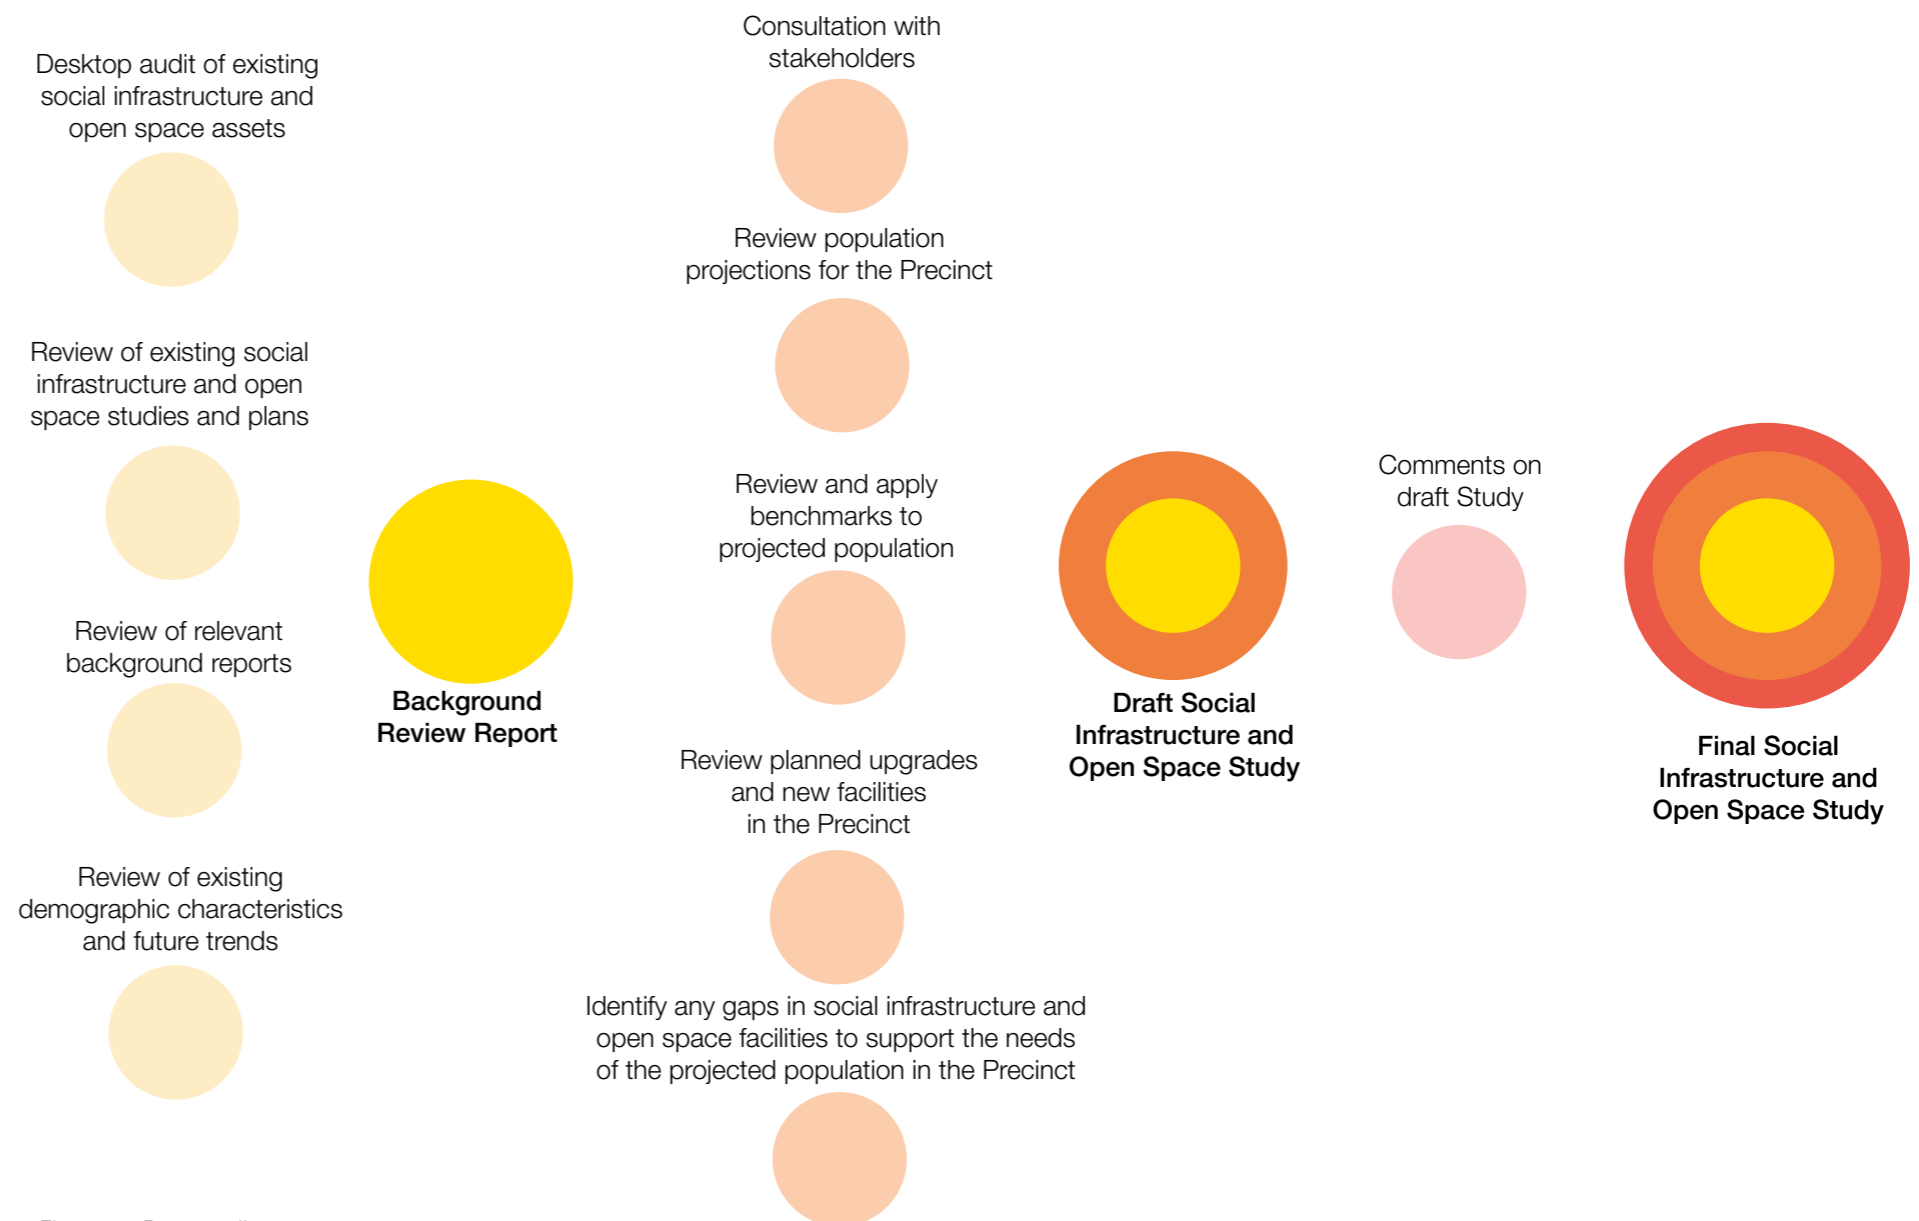 Desktop audit of existing
social infrastructure and
open space assets
Review of existing social
infrastructure and open
space studies and plans
Review of relevant
background reports
Review of existing
demographic characteristics
and future trends
Background
Review Report
Consultation with
stakeholders
Review population
projections for the Precinct
Review and apply
benchmarks to
projected population
Review planned upgrades
and new facilities
in the Precinct
Identify any gaps in social infrastructure and
open space facilities to support the needs
of the projected population in the Precinct
Draft Social
Infrastructure and
Open Space Study
Comments on
draft Study
Final Social
Infrastructure and
Open Space Study